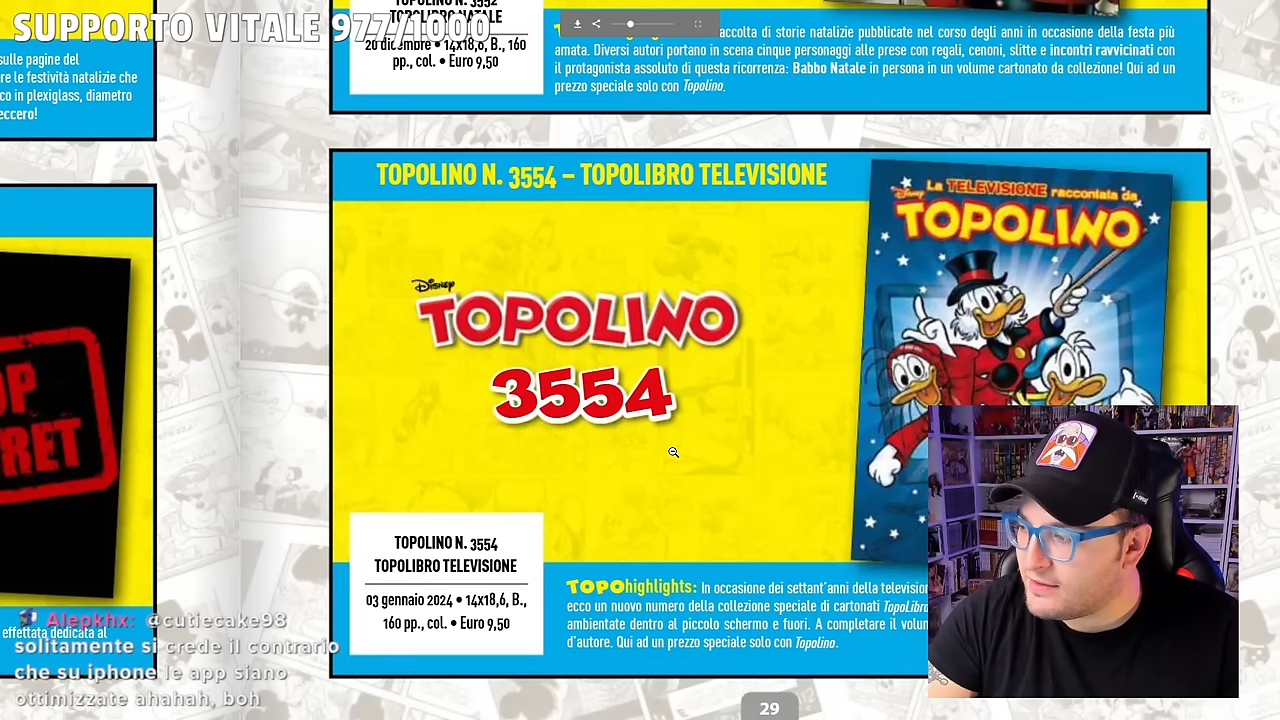 SUPPORTO VITALE 977/1000
TOPOLINO N. 3552
TOPOLIBRO NATALE
20 dicembre • 14x18,6, B., 160
pp., col. • Euro 9,50
accolta di storie natalizie pubblicate nel corso degli anni in occasione della festa più
amata. Diversi autori portano in scena cinque personaggi alle prese con regali, cenoni, slitte e incontri ravvicinati con
il protagonista assoluto di questa ricorrenza: Babbo Natale in persona in un volume cartonato da collezione! Qui ad un
prezzo speciale solo con Topolino.
sulle pagine del
re le festività natalizie che
co in plexiglass, diametro
eccero!
TOPOLINO N. 3554 – TOPOLIBRO TELEVISIONE
Disney
TOPOLINO
3554
Disney
La TELEVISIONE raccontata da
TOPOLINO
OP
RET
TOPOLINO N. 3554
TOPOLIBRO TELEVISIONE
03 gennaio 2024 • 14x18,6, B.,
160 pp., col. • Euro 9,50
TOPOhighlights: In occasione dei settant'anni della television
ecco un nuovo numero della collezione speciale di cartonati TopoLibr
ambientate dentro al piccolo schermo e fuori. A completare il volum
d'autore. Qui ad un prezzo speciale solo con Topolino.
effettata dedicata al
Alepkhx: @cutiecake98
solitamente si crede il contrario
che su iphone le app siano
ottimizzate ahahah, boh
29